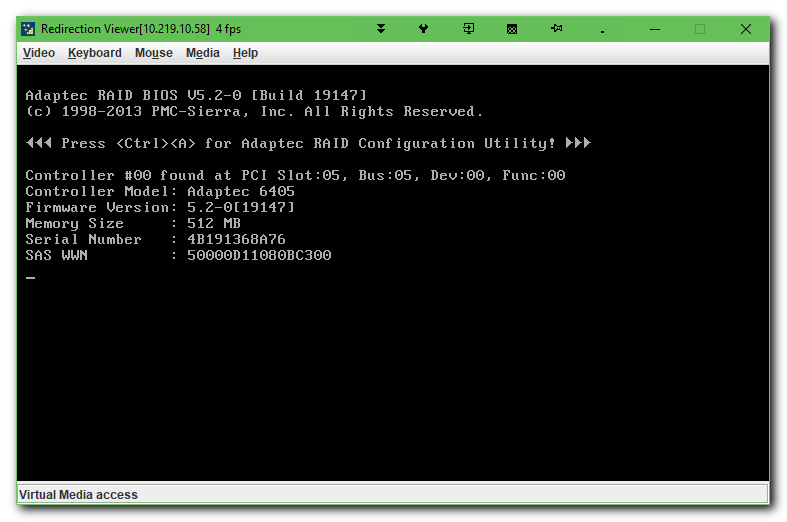 Redirection Viewer[10.219.10.58] 4 fps
Video Keyboard Mouse Media Help
Adaptec RAID BIOS V5.2-0 [Build 19147]
(c) 1998-2013 PMC-Sierra, Inc. All Rights Reserved.
◄◄◄ Press <Ctrl><A> for Adaptec RAID Configuration Utility! ►►►
Controller #00 found at PCI Slot:05, Bus:05, Dev:00, Func:00
Controller Model: Adaptec 6405
Firmware Version: 5.2-0[19147]
Memory Size : 512 MB
Serial Number : 4B191368A76
SAS WWN : 50000D11080BC300
Virtual Media access